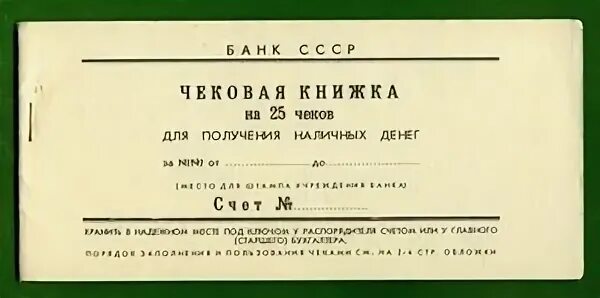 БАНК СССР
ЧЕКОВАЯ КНИЖКА
на 25 чеков
ДЛЯ ПОЛУЧЕНИЯ НАЛИЧНЫХ ДЕНЕГ
за №№ от .................... до ....................
(МЕСТО ДЛЯ ШТАМПА УЧРЕЖДЕНИЯ БАНКА)
Счет №....................
ХРАНИТЬ В НАДЕЖНОМ МЕСТЕ ПОД КЛЮЧОМ У РАСПОРЯДИТЕЛЯ СЧЕТОМ ИЛИ У ГЛАВНОГО
(СТАРШЕГО) БУХГАЛТЕРА.
ПОРЯДОК ЗАПОЛНЕНИЯ И ПОЛЬЗОВАНИЯ ЧЕКАМИ СМ. НА СТР. ОБЛОЖКИ